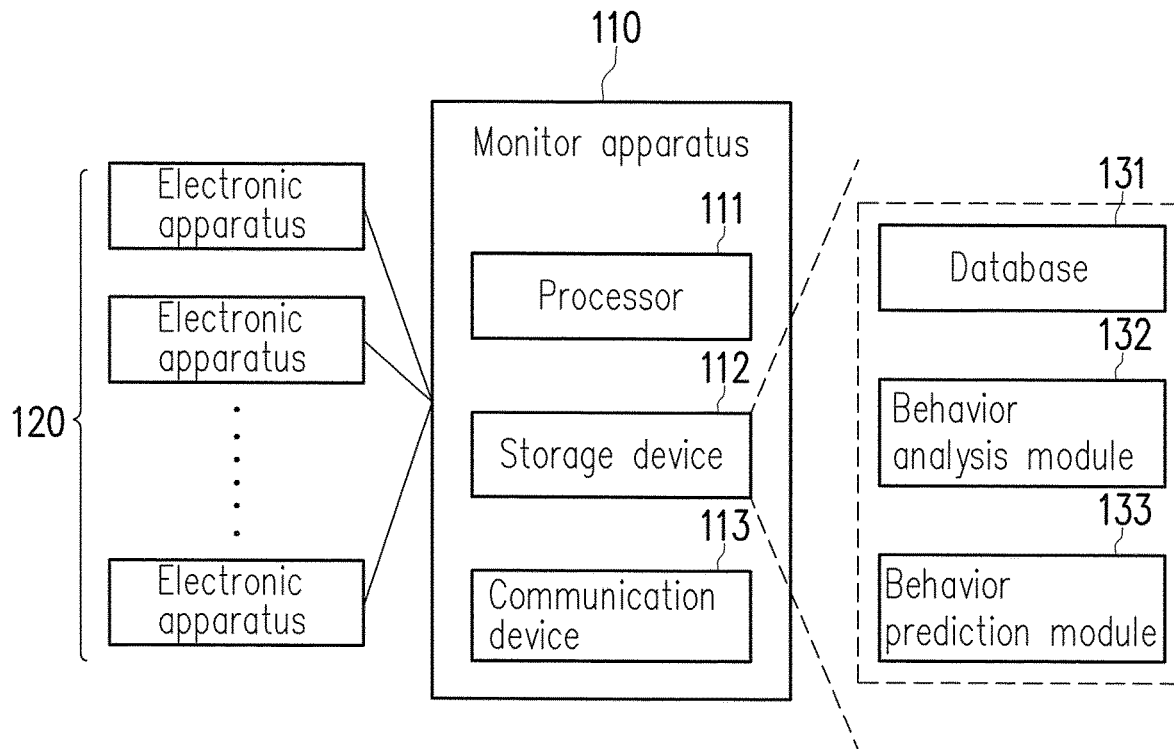 110
Monitor apparatus
Electronic
apparatus
Electronic
apparatus
120
Electronic
apparatus
111
Processor
112
Storage device
113
Communication
device
131
Database
132
Behavior
analysis module
133
Behavior
prediction module